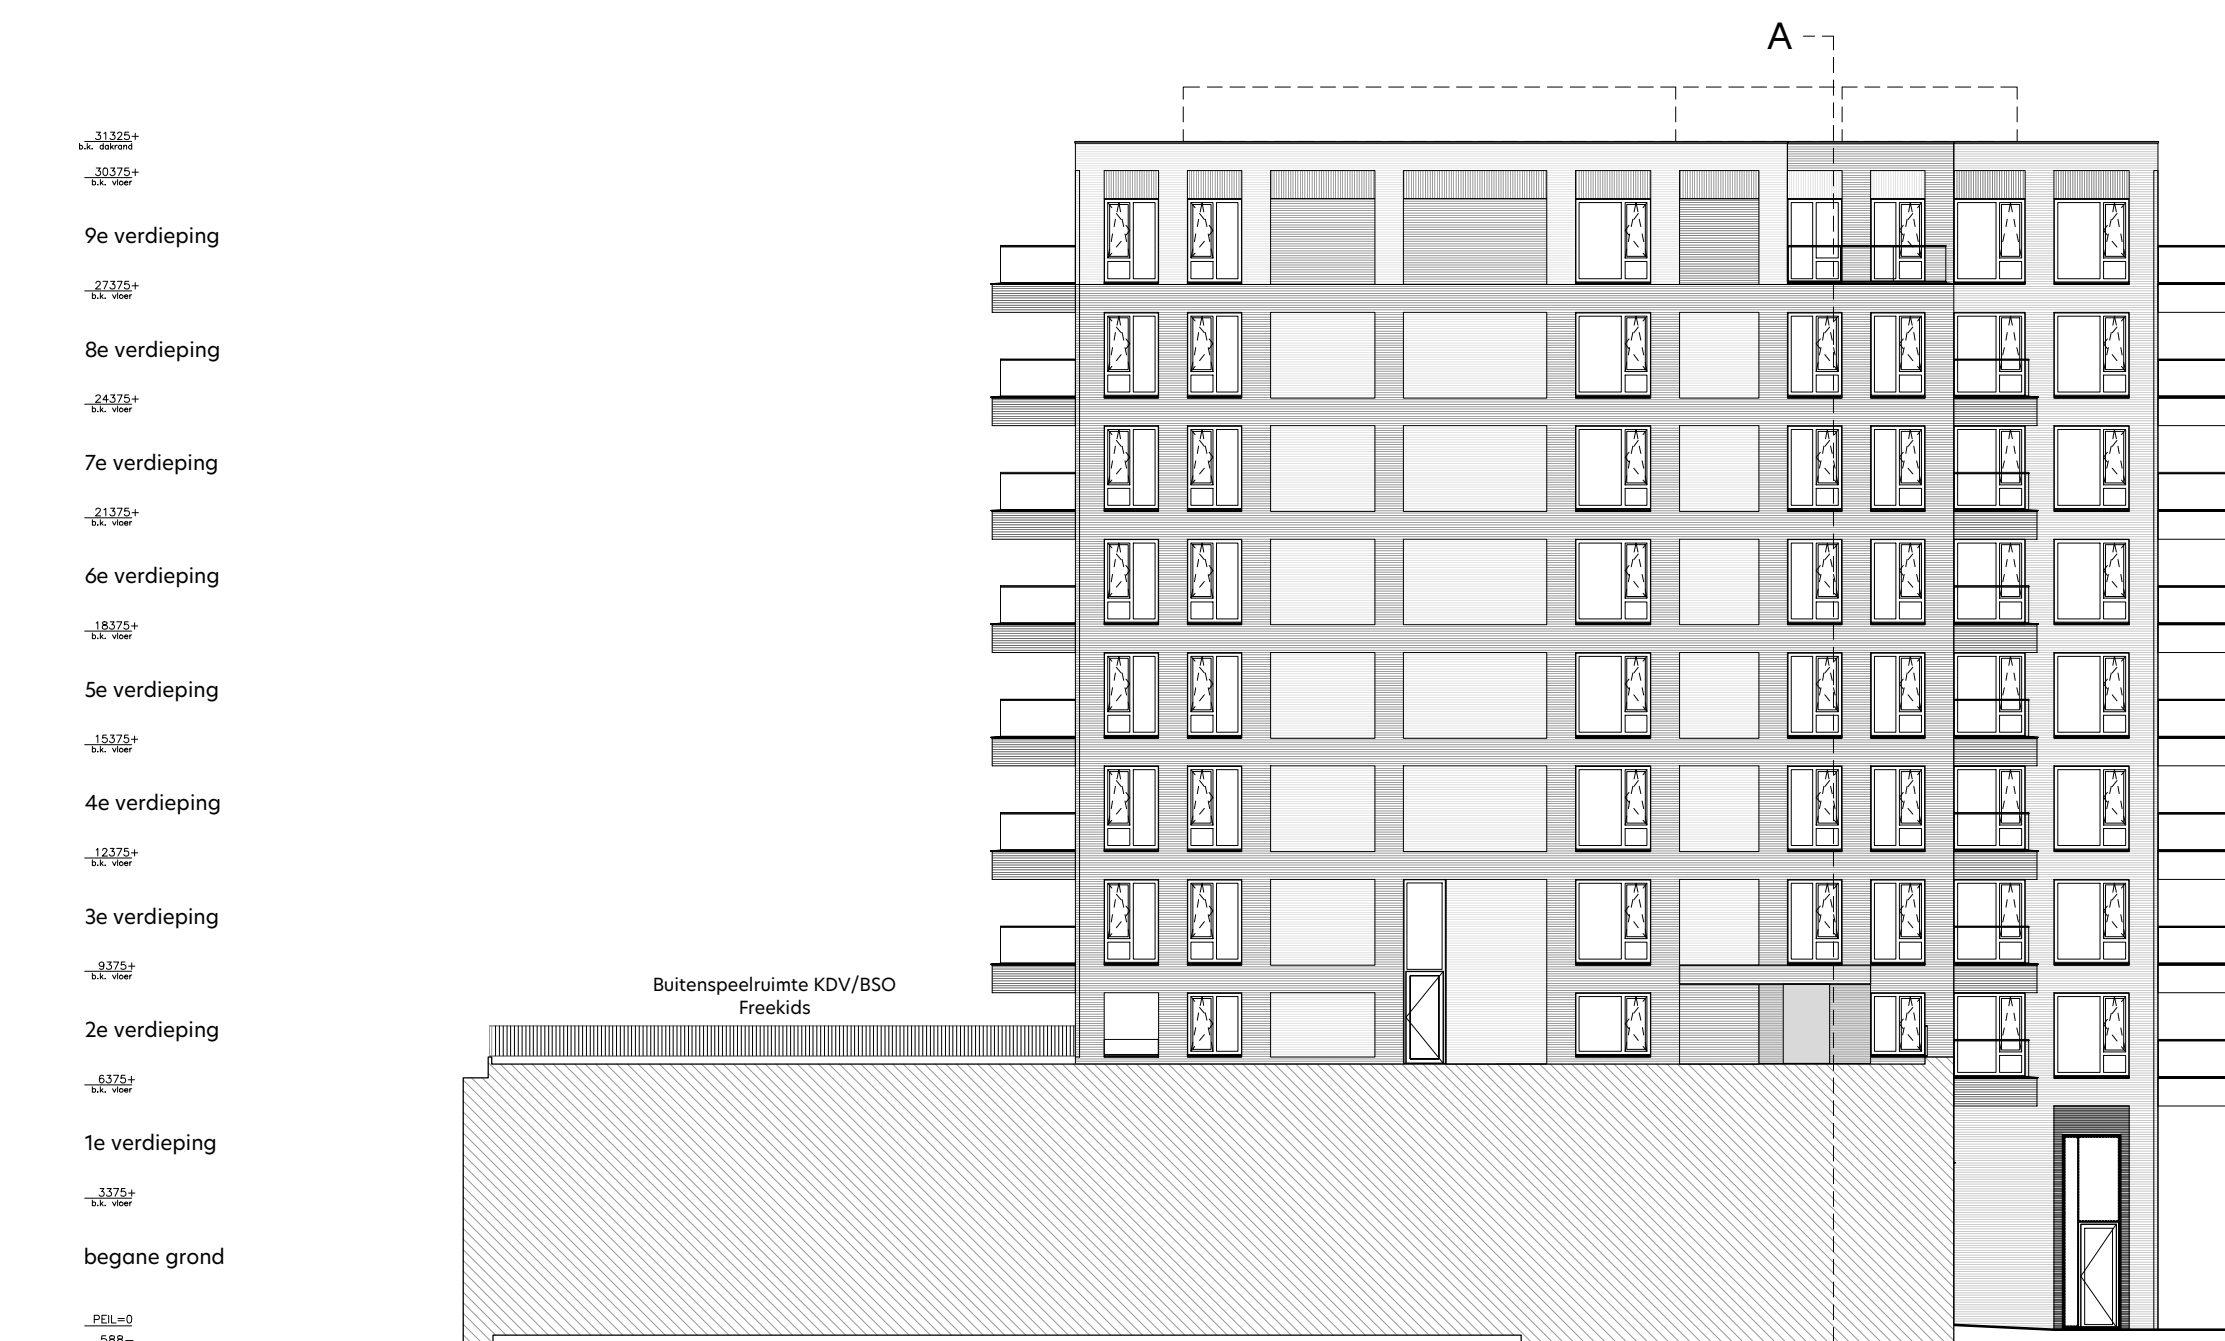 A
31325+
b.k. dakrand
30375+
b.k. vloer
9e verdieping
27375+
b.k. vloer
8e verdieping
24375+
b.k. vloer
7e verdieping
21375+
b.k. vloer
6e verdieping
18375+
b.k. vloer
5e verdieping
15375+
b.k. vloer
4e verdieping
12375+
b.k. vloer
3e verdieping
9375+
b.k. vloer
Buitenspeelruimte KDV/BSO
Freekids
2e verdieping
6375+
b.k. vloer
1e verdieping
3375+
b.k. vloer
begane grond
PEIL=0
588-